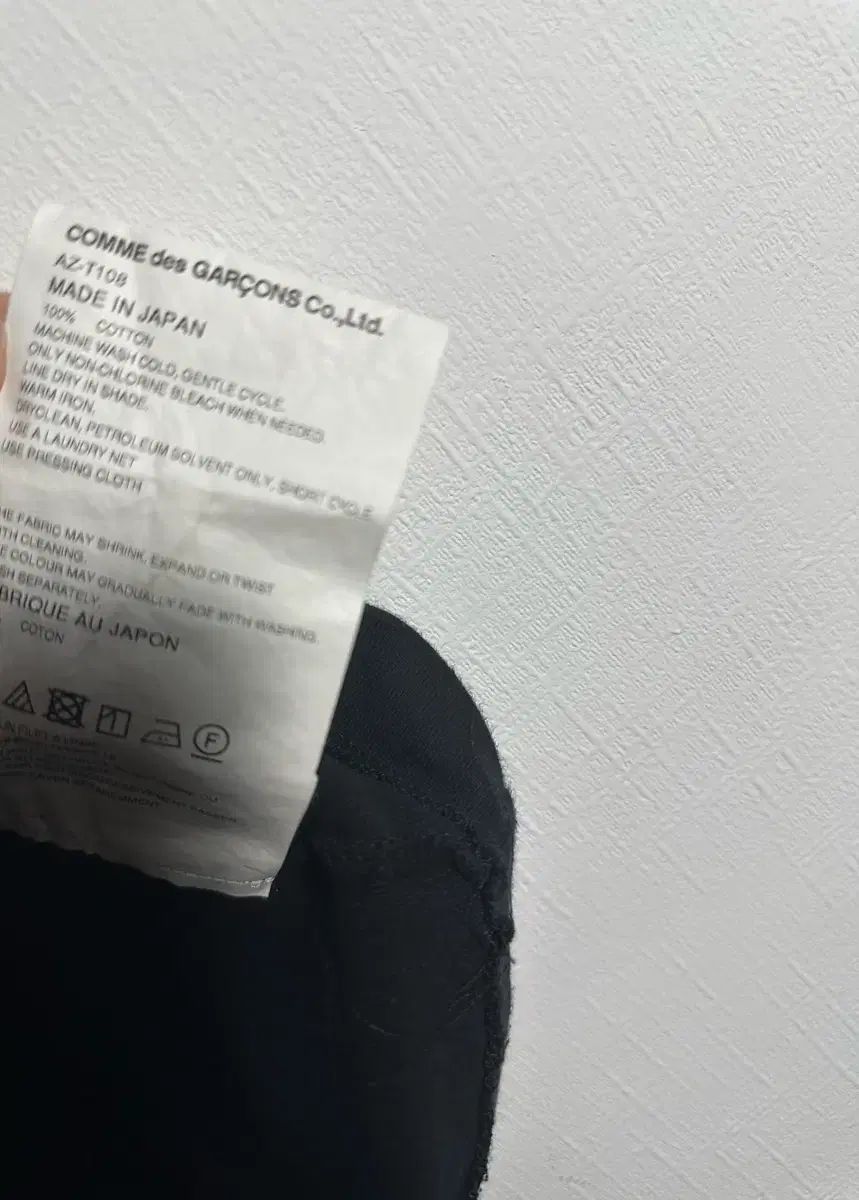 COMME des GARÇONS Co.,Ltd.
AZ-T108
MADE IN JAPAN
100% COTTON
MACHINE WASH COLD, GENTLE CYCLE.
ONLY NON-CHLORINE BLEACH WHEN NEEDED.
LINE DRY IN SHADE.
WARM IRON.
DRYCLEAN, PETROLEUM SOLVENT ONLY, SHORT CYCLE.
USE A LAUNDRY NET
USE PRESSING CLOTH
HE FABRIC MAY SHRINK, EXPAND OR TWIST
ITH CLEANING.
E COLOUR MAY GRADUALLY FADE WITH WASHING.
SH SEPARATELY.
BRIQUE AU JAPON
COTON
F